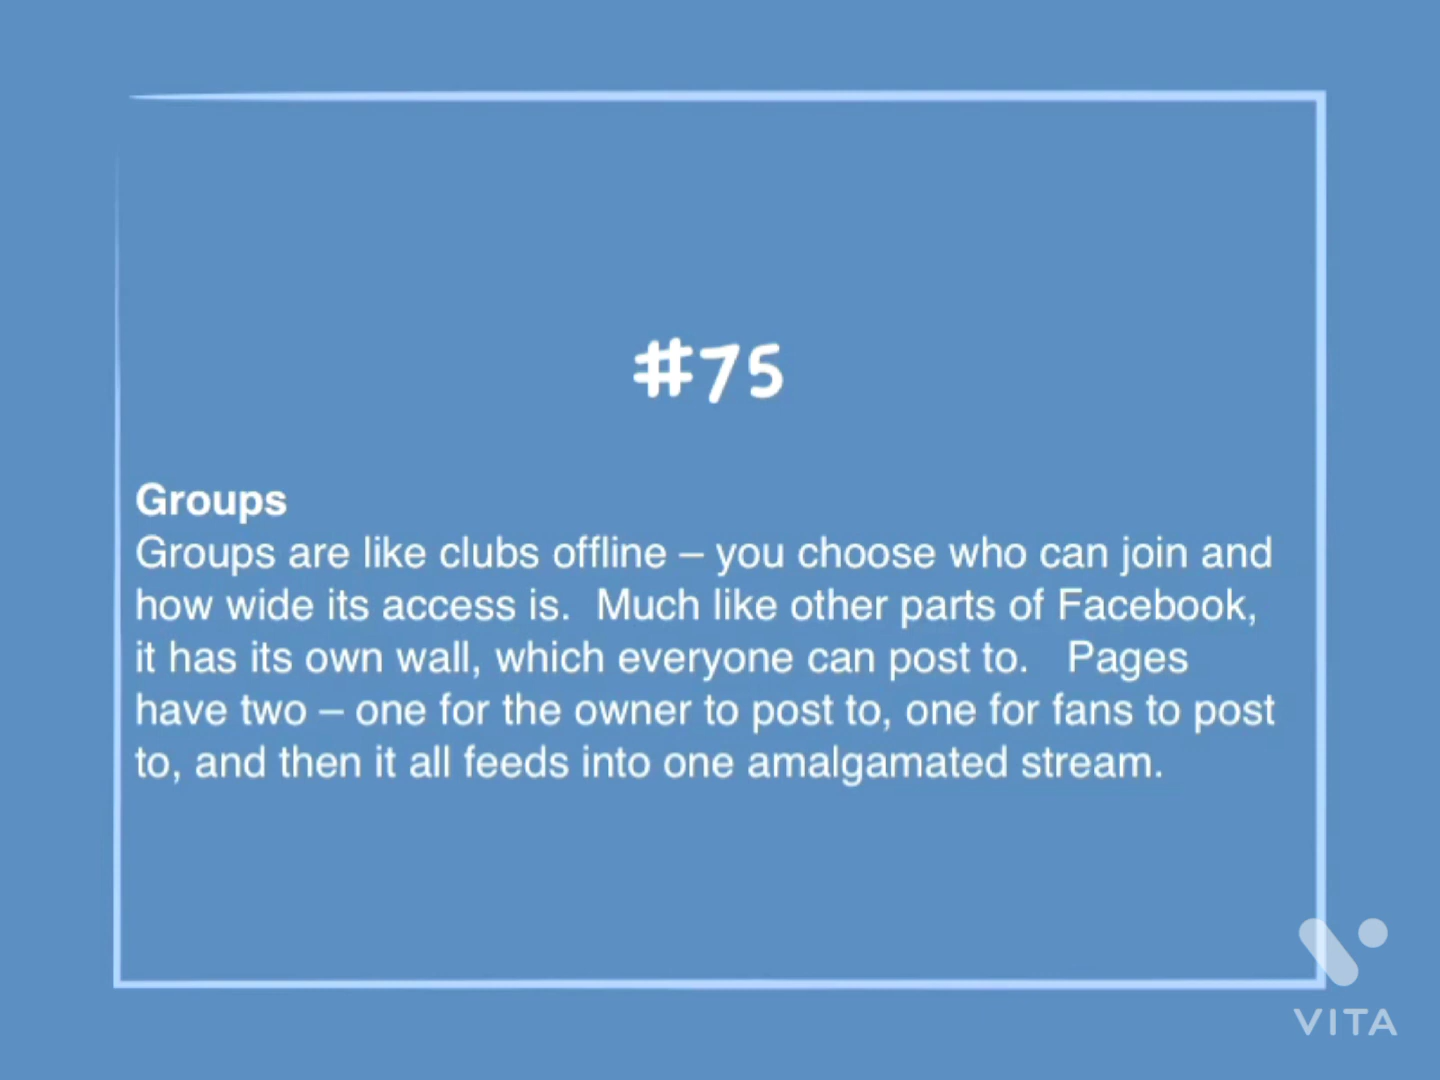 #75
Groups
Groups are like clubs offline – you choose who can join and
how wide its access is.  Much like other parts of Facebook,
it has its own wall, which everyone can post to.   Pages
have two – one for the owner to post to, one for fans to post
to, and then it all feeds into one amalgamated stream.
VITA